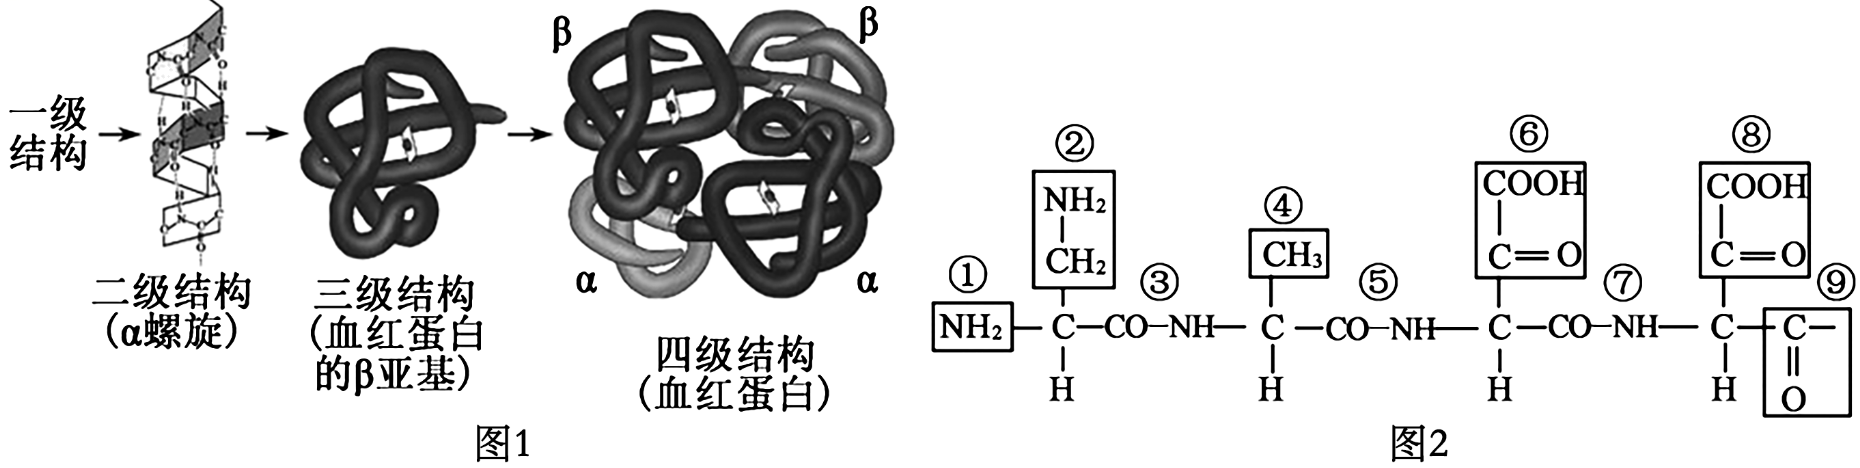 一级
结构
二级结构
(α螺旋)
三级结构
(血红蛋白
的β亚基)
β
β
α
α
四级结构
(血红蛋白)
图1
① ② ③ ④ ⑤ ⑥ ⑦ ⑧ ⑨
NH₂
CH₂
CH₃
COOH
C=O
COOH
C=O
NH₂—C—CO—NH—C—CO—NH—C—CO—NH—C—C—
H H H H O
图2